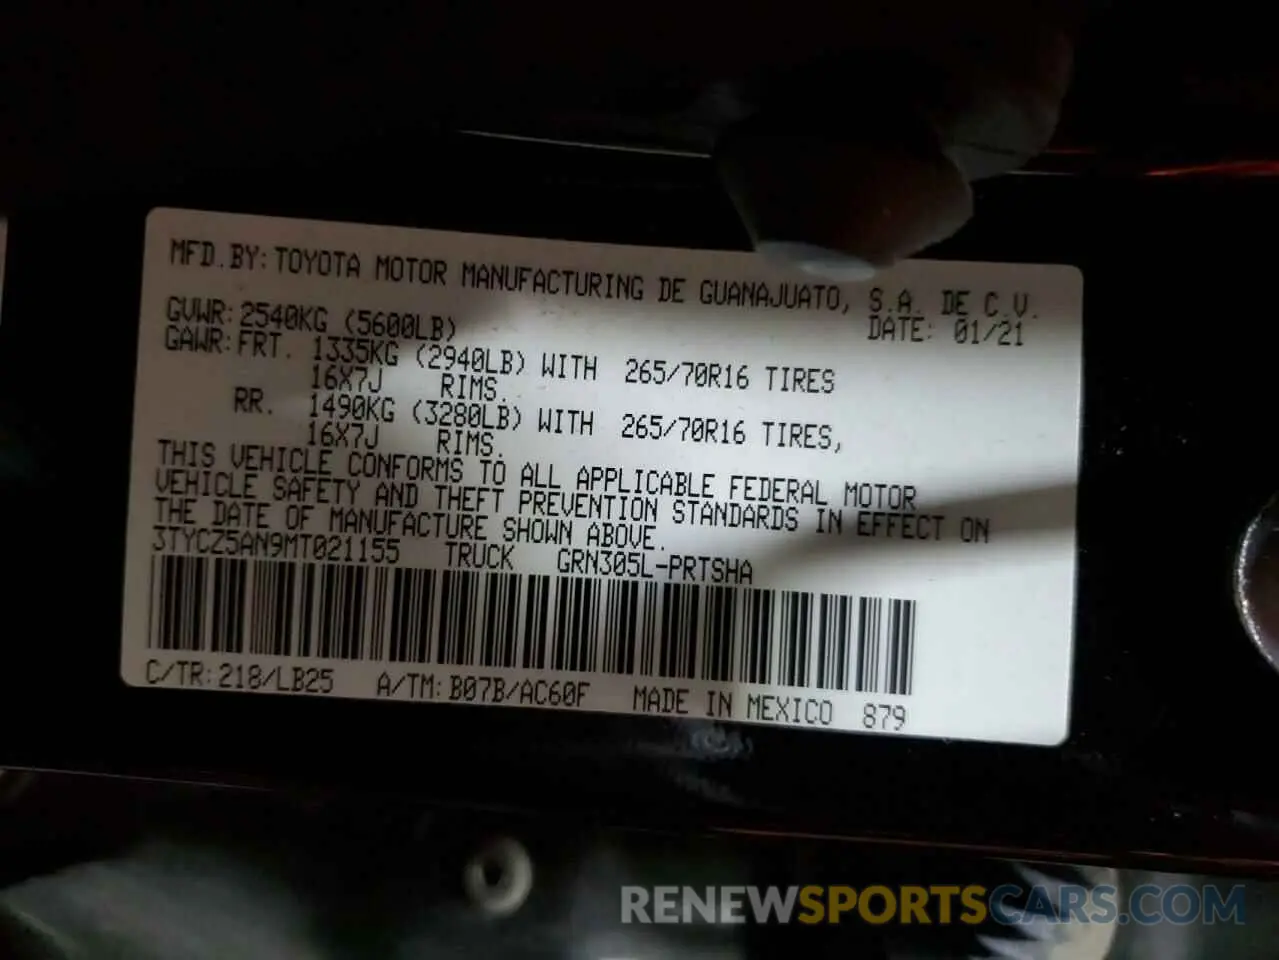 MFD.BY: TOYOTA MOTOR MANUFACTURING DE GUANAJUATO, S.A. DE C.V.
GVWR: 2540KG (5600LB) DATE: 01/21
GAWR: FRT. 1335KG (2940LB) WITH 265/70R16 TIRES
16X7J RIMS.
RR. 1490KG (3280LB) WITH 265/70R16 TIRES,
16X7J RIMS.
THIS VEHICLE CONFORMS TO ALL APPLICABLE FEDERAL MOTOR
VEHICLE SAFETY AND THEFT PREVENTION STANDARDS IN EFFECT ON
THE DATE OF MANUFACTURE SHOWN ABOVE.
3TYCZ5AN9MT021155 TRUCK GRN305L-PRTSHA
C/TR: 218/LB25 A/TM: B07B/AC60F MADE IN MEXICO 879
RENEWSPORTSCARS.COM